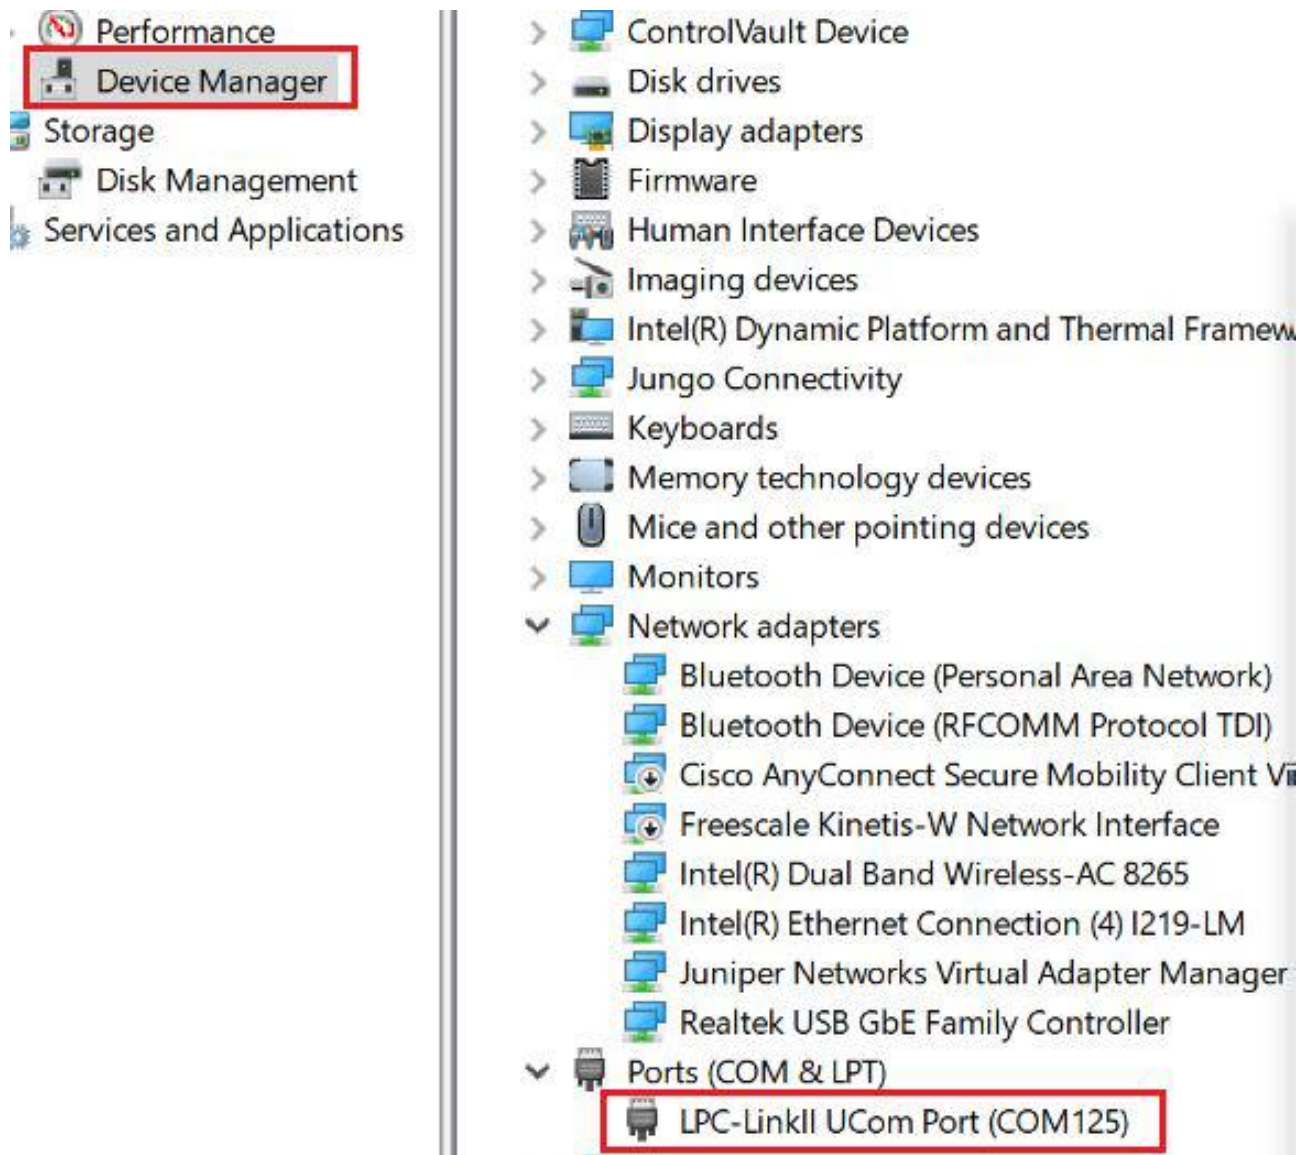 Performance
Device Manager
Storage
Disk Management
Services and Applications
ControlVault Device
Disk drives
Display adapters
Firmware
Human Interface Devices
Imaging devices
Intel(R) Dynamic Platform and Thermal Framew
Jungo Connectivity
Keyboards
Memory technology devices
Mice and other pointing devices
Monitors
Network adapters
Bluetooth Device (Personal Area Network)
Bluetooth Device (RFCOMM Protocol TDI)
Cisco AnyConnect Secure Mobility Client Vi
Freescale Kinetis-W Network Interface
Intel(R) Dual Band Wireless-AC 8265
Intel(R) Ethernet Connection (4) I219-LM
Juniper Networks Virtual Adapter Manager
Realtek USB GbE Family Controller
Ports (COM & LPT)
LPC-LinkII UCom Port (COM125)